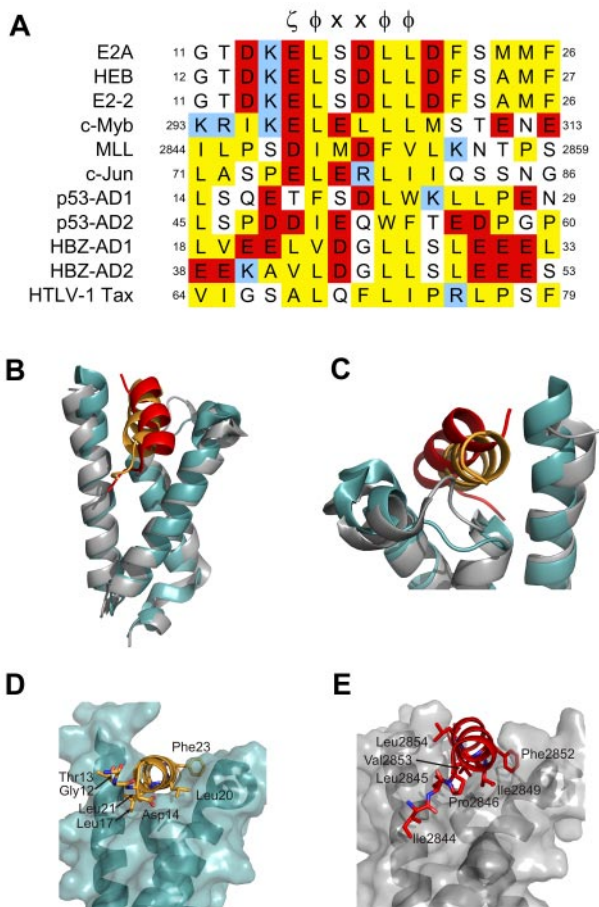 A
ζ ϕ x x ϕ ϕ
E2A 11 G T D K E L S D L L D F S M M F 26
HEB 12 G T D K E L S D L L D F S A M F 27
E2-2 11 G T D K E L S D L L D F S A M F 26
c-Myb 293 K R I K E L E L L L M S T E N E 313
MLL 2844 I L P S D I M D F V L K N T P S 2859
c-Jun 71 L A S P E L E R L I I Q S S N G 86
p53-AD1 14 L S Q E T F S D L W K L L P E N 29
p53-AD2 45 L S P D D I E Q W F T E D P G P 60
HBZ-AD1 18 L V E E L V D G L L S L E E E L 33
HBZ-AD2 38 E E K A V L D G L L S L E E E S 53
HTLV-1 Tax 64 V I G S A L Q F L I P R L P S F 79
B
C
D
Phe23
Thr13
Gly12
Leu21
Leu17
Asp14
Leu20
E
Leu2854
Val2853
Leu2845
Phe2852
Ile2849
Pro2846
Ile2844